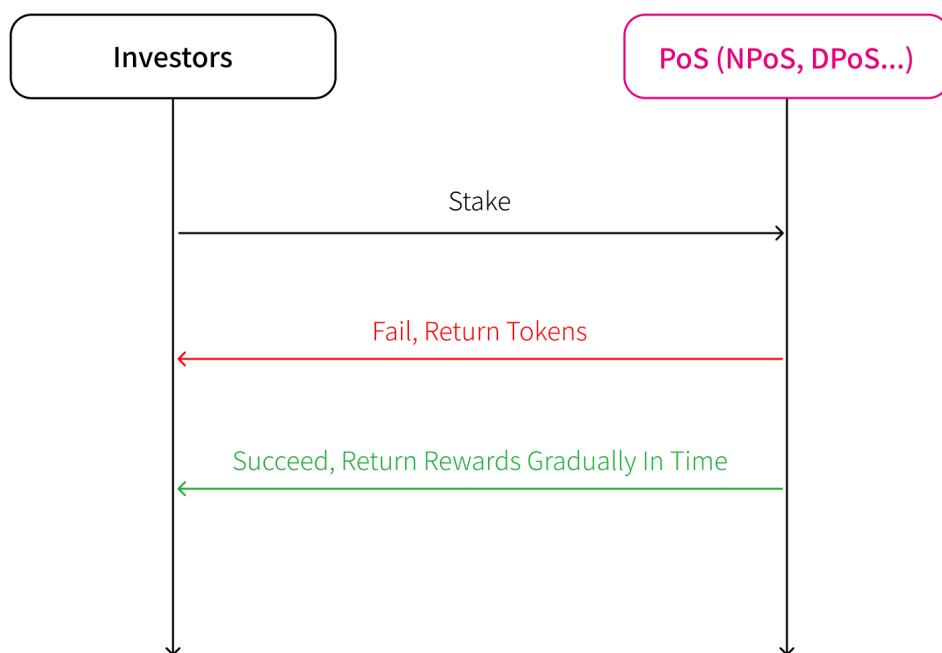 Investors
PoS (NPoS, DPoS...)
Stake
Fail, Return Tokens
Succeed, Return Rewards Gradually In Time